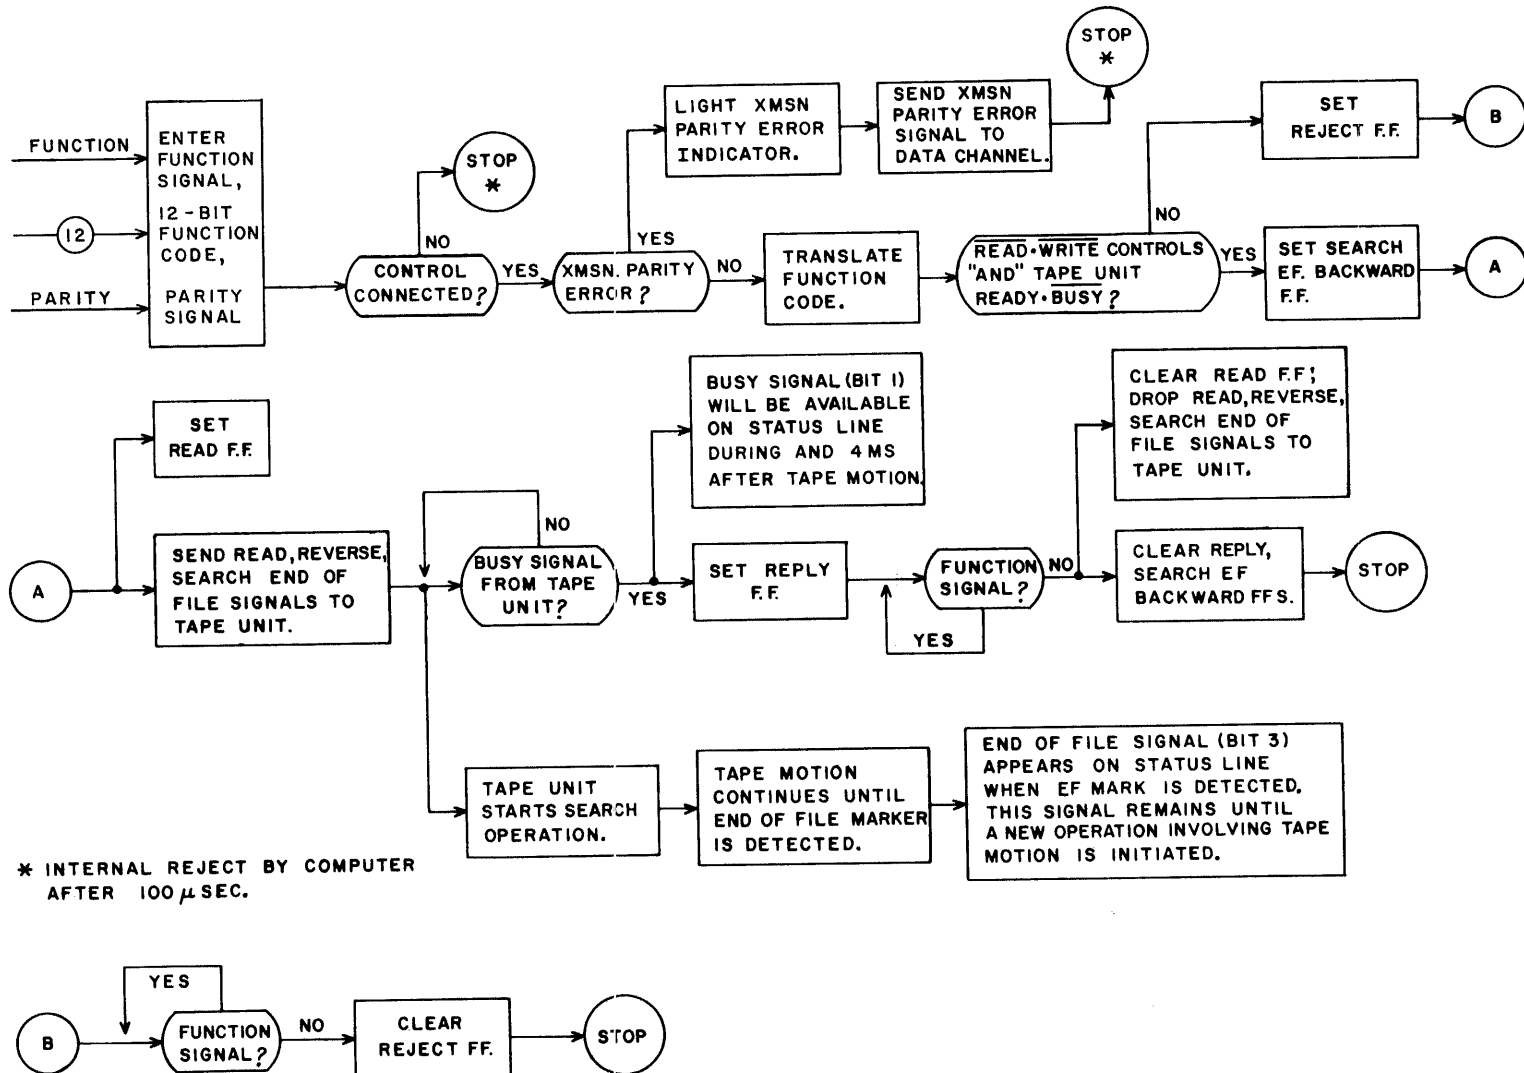 FUNCTION
12
PARITY
ENTER
FUNCTION
SIGNAL,
12-BIT
FUNCTION
CODE,
PARITY
SIGNAL
CONTROL
CONNECTED?
NO
STOP
*
YES
XMSN. PARITY
ERROR?
YES
LIGHT XMSN
PARITY ERROR
INDICATOR.
SEND XMSN
PARITY ERROR
SIGNAL TO
DATA CHANNEL.
STOP
*
NO
TRANSLATE
FUNCTION
CODE.
READ·WRITE CONTROLS
"AND" TAPE UNIT
READY·BUSY?
NO
SET
REJECT F.F.
B
YES
SET SEARCH
EF. BACKWARD
F.F.
A
A
SET
READ F.F.
SEND READ, REVERSE,
SEARCH END OF
FILE SIGNALS TO
TAPE UNIT.
NO
BUSY SIGNAL
FROM TAPE
UNIT?
YES
BUSY SIGNAL (BIT 1)
WILL BE AVAILABLE
ON STATUS LINE
DURING AND 4 MS
AFTER TAPE MOTION.
SET REPLY
F.F.
FUNCTION
SIGNAL?
YES
NO
CLEAR READ F.F;
DROP READ, REVERSE,
SEARCH END OF
FILE SIGNALS TO
TAPE UNIT.
CLEAR REPLY,
SEARCH EF
BACKWARD FFS.
STOP
TAPE UNIT
STARTS SEARCH
OPERATION.
TAPE MOTION
CONTINUES UNTIL
END OF FILE MARKER
IS DETECTED.
END OF FILE SIGNAL (BIT 3)
APPEARS ON STATUS LINE
WHEN EF MARK IS DETECTED.
THIS SIGNAL REMAINS UNTIL
A NEW OPERATION INVOLVING TAPE
MOTION IS INITIATED.
* INTERNAL REJECT BY COMPUTER
AFTER 100 μ SEC.
B
YES
FUNCTION
SIGNAL?
NO
CLEAR
REJECT FF.
STOP